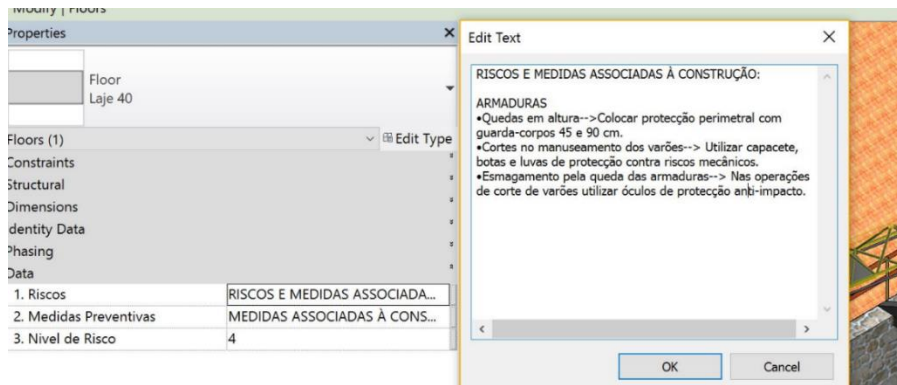 Modify | Floors
Properties
Floor
Laje 40
Floors (1)
Edit Type
Constraints
Structural
Dimensions
Identity Data
Phasing
Data
1. Riscos
RISCOS E MEDIDAS ASSOCIADA...
2. Medidas Preventivas
MEDIDAS ASSOCIADAS À CONS...
3. Nivel de Risco
4
Edit Text
RISCOS E MEDIDAS ASSOCIADAS À CONSTRUÇÃO:
ARMADURAS
•Quedas em altura-->Colocar protecção perimetral com
guarda-corpos 45 e 90 cm.
•Cortes no manuseamento dos varões--> Utilizar capacete,
botas e luvas de protecção contra riscos mecânicos.
•Esmagamento pela queda das armaduras--> Nas operações
de corte de varões utilizar óculos de protecção anti-impacto.
OK
Cancel